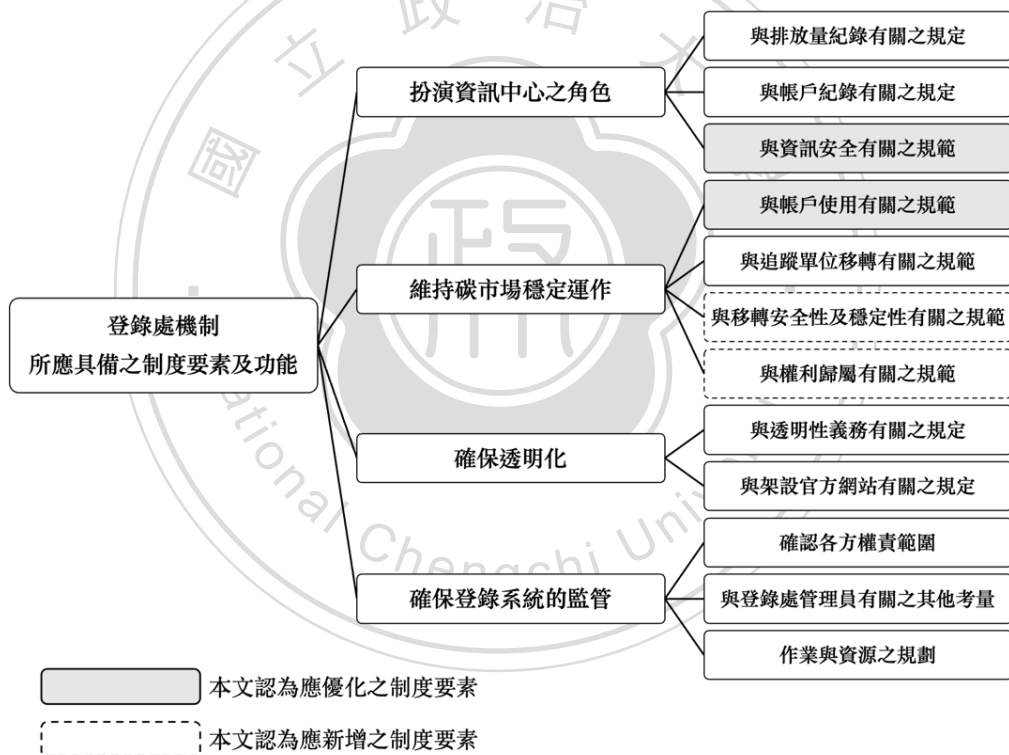 國立政治大
登錄處機制
所應具備之制度要素及功能
扮演資訊中心之角色
與排放量紀錄有關之規定
與帳戶紀錄有關之規定
與資訊安全有關之規範
維持碳市場穩定運作
與帳戶使用有關之規範
與追蹤單位移轉有關之規範
與移轉安全性及穩定性有關之規範
與權利歸屬有關之規範
確保透明化
與透明性義務有關之規定
與架設官方網站有關之規定
確保登錄系統的監管
確認各方權責範圍
與登錄處管理員有關之其他考量
作業與資源之規劃
ational Chengchi Univ
政
本文認為應優化之制度要素
本文認為應新增之制度要素